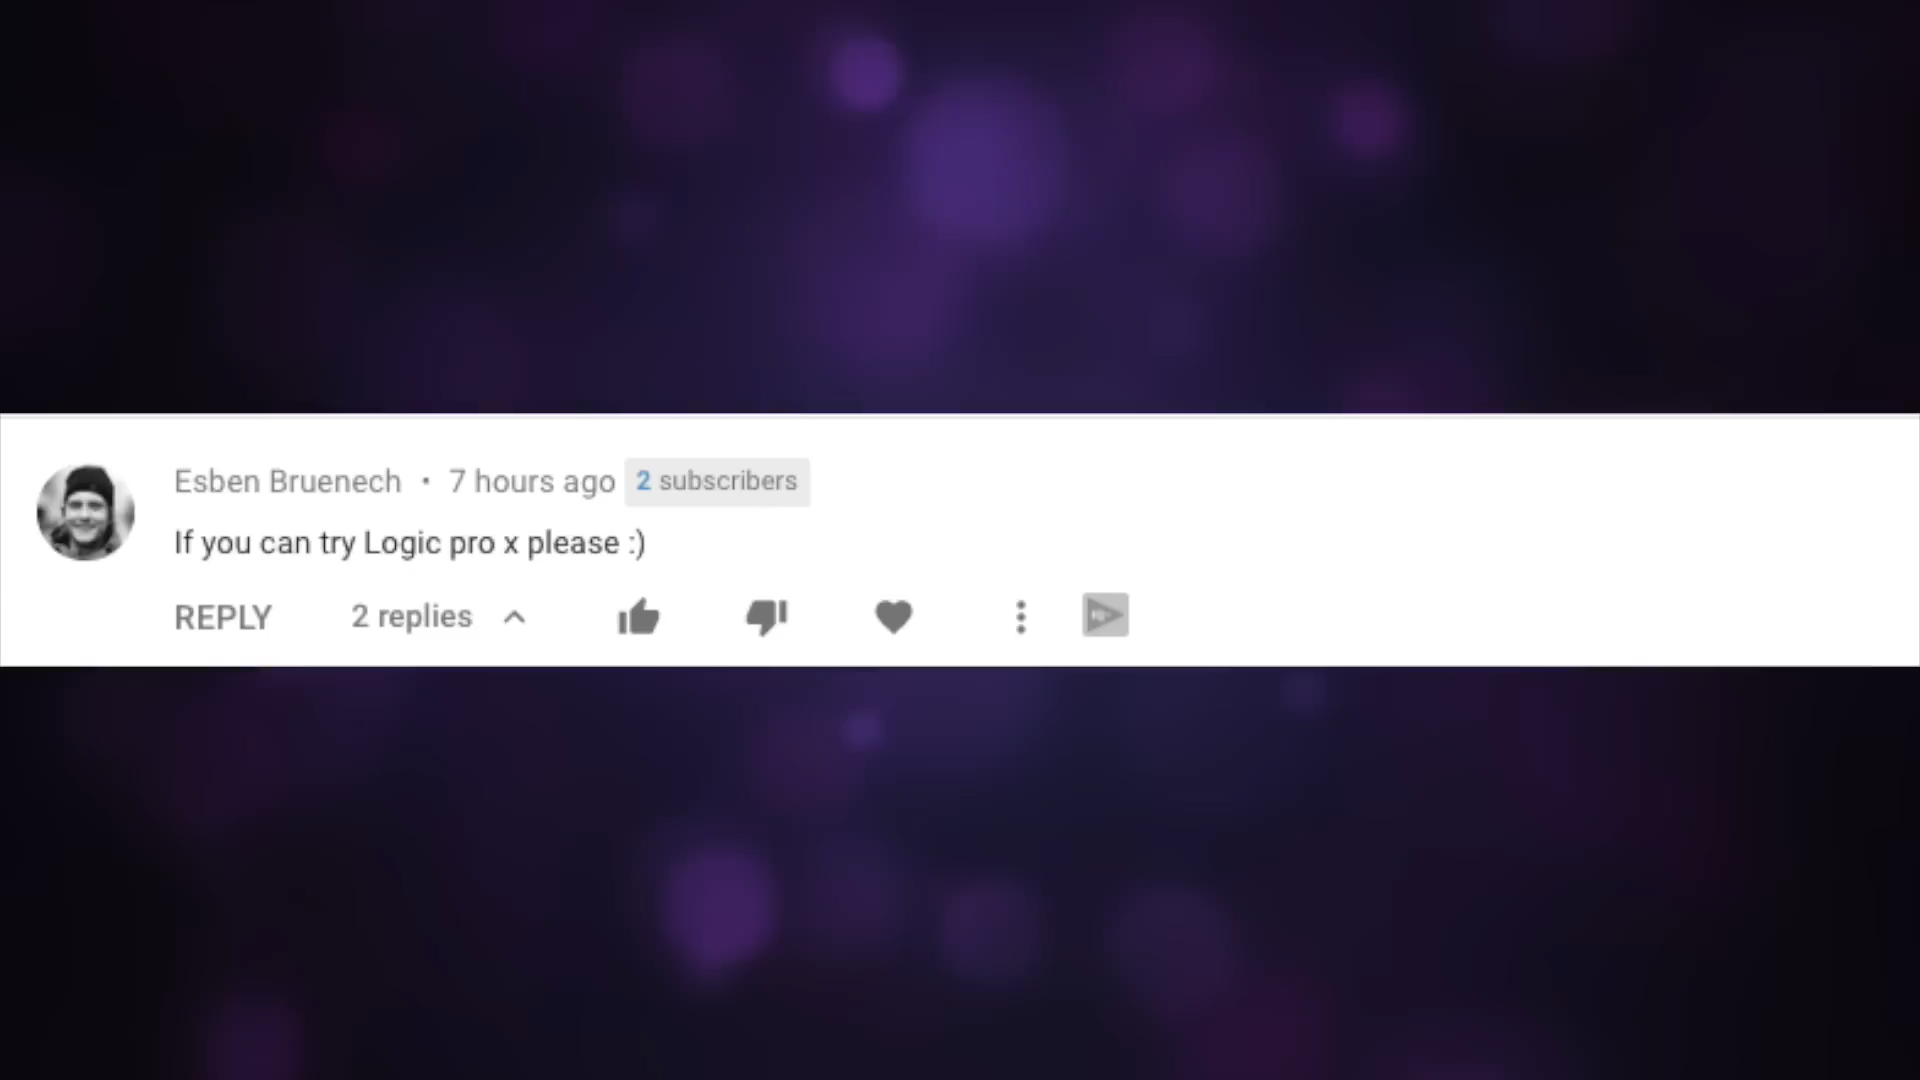 Esben Bruenech • 7 hours ago 2 subscribers
If you can try Logic pro x please :)
REPLY 2 replies